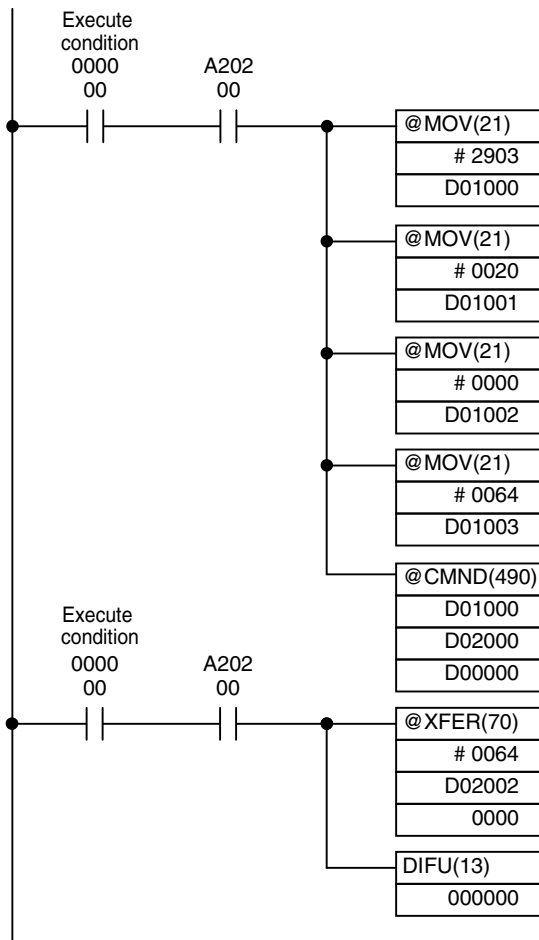 Execute
condition
0000
00
A202
00
@MOV(21)
# 2903
D01000
@MOV(21)
# 0020
D01001
@MOV(21)
# 0000
D01002
@MOV(21)
# 0064
D01003
@CMND(490)
D01000
D02000
D00000
Execute
condition
0000
00
A202
00
@XFER(70)
# 0064
D02002
0000
DIFU(13)
000000